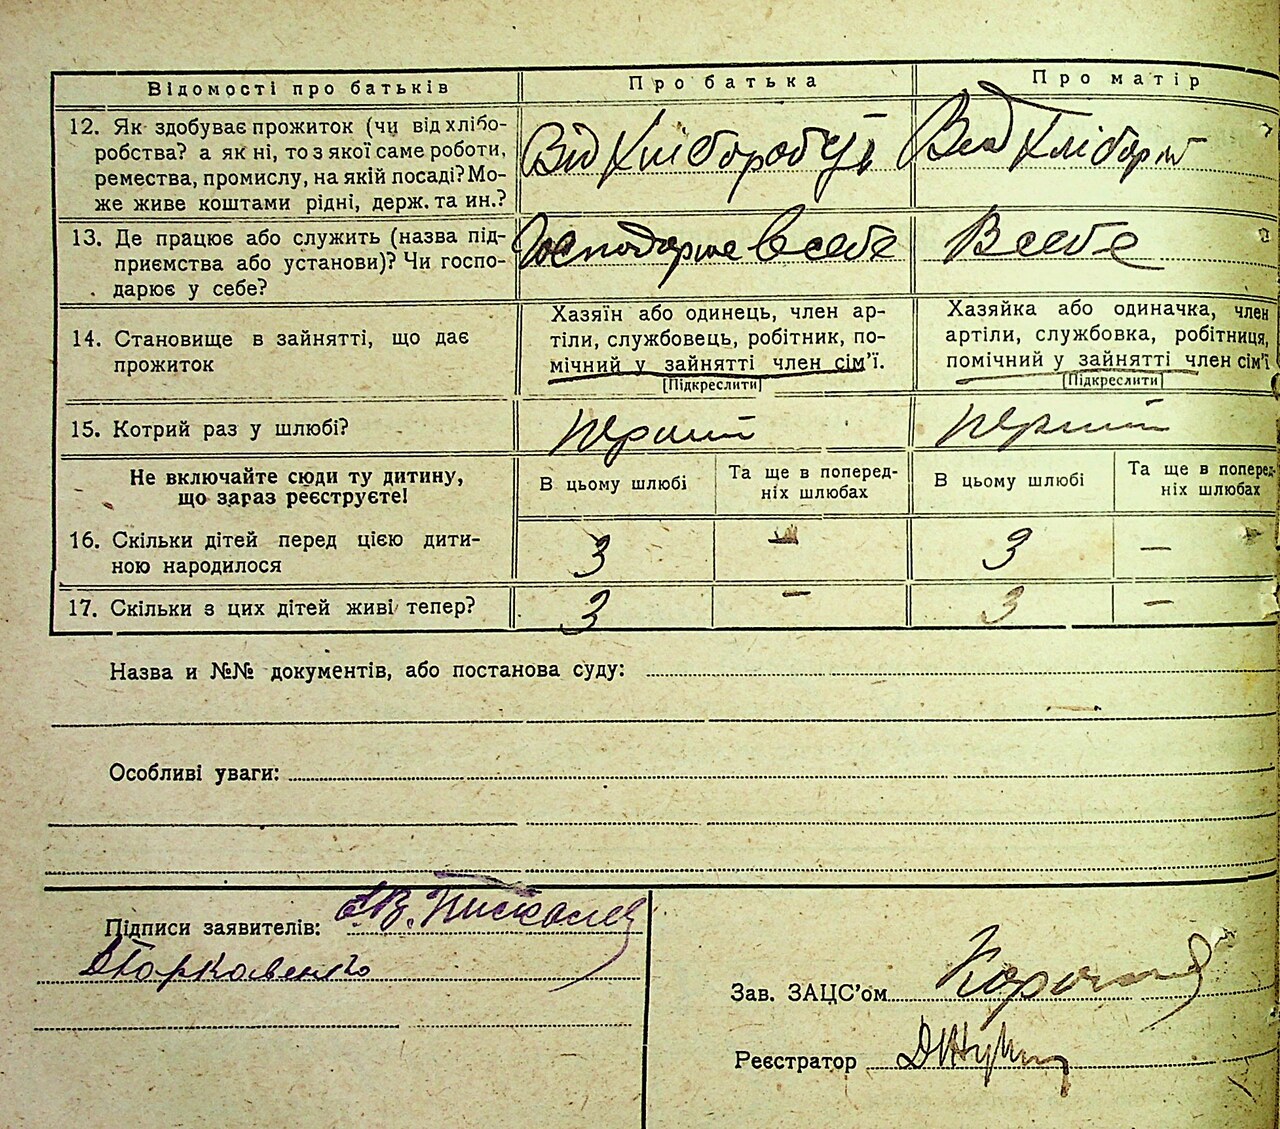 Відомості про батьків Про батька Про матір
12. Як здобуває прожиток (чи від хлібо-
робства? а як ні, то з якої саме роботи,
ремества, промислу, на якій посаді? Мо-
же живе коштами рідні, держ. та ин.?
Від Хліборобст
Вед Хлібороб
13. Де працює або служить (назва під-
приємства або установи)? Чи госпо-
дарює у себе?
Господарює в себе
В себе
14. Становище в зайнятті, що дає
прожиток
Хазяїн або одинець, член ар-
тіли, службовець, робітник, по-
мічний у зайнятті член сім'ї.
[Підкреслити]
Хазяйка або одиначка, член
артіли, службовка, робітниця,
помічний у зайнятті член сім'ї
[Підкреслити]
15. Котрий раз у шлюбі? перший перший
Не включайте сюди ту дитину,
що зараз реєструєте!
В цьому шлюбі
Та ще в поперед-
ніх шлюбах
В цьому шлюбі
Та ще в поперед-
ніх шлюбах
16. Скільки дітей перед цією дити-
ною народилося
3 — 3 —
17. Скільки з цих дітей живі тепер? 3 — 3 —
Назва и №№ документів, або постанова суду:
Особливі уваги:
Підписи заявителів:
Зав. ЗАЦС'ом
Реєстратор